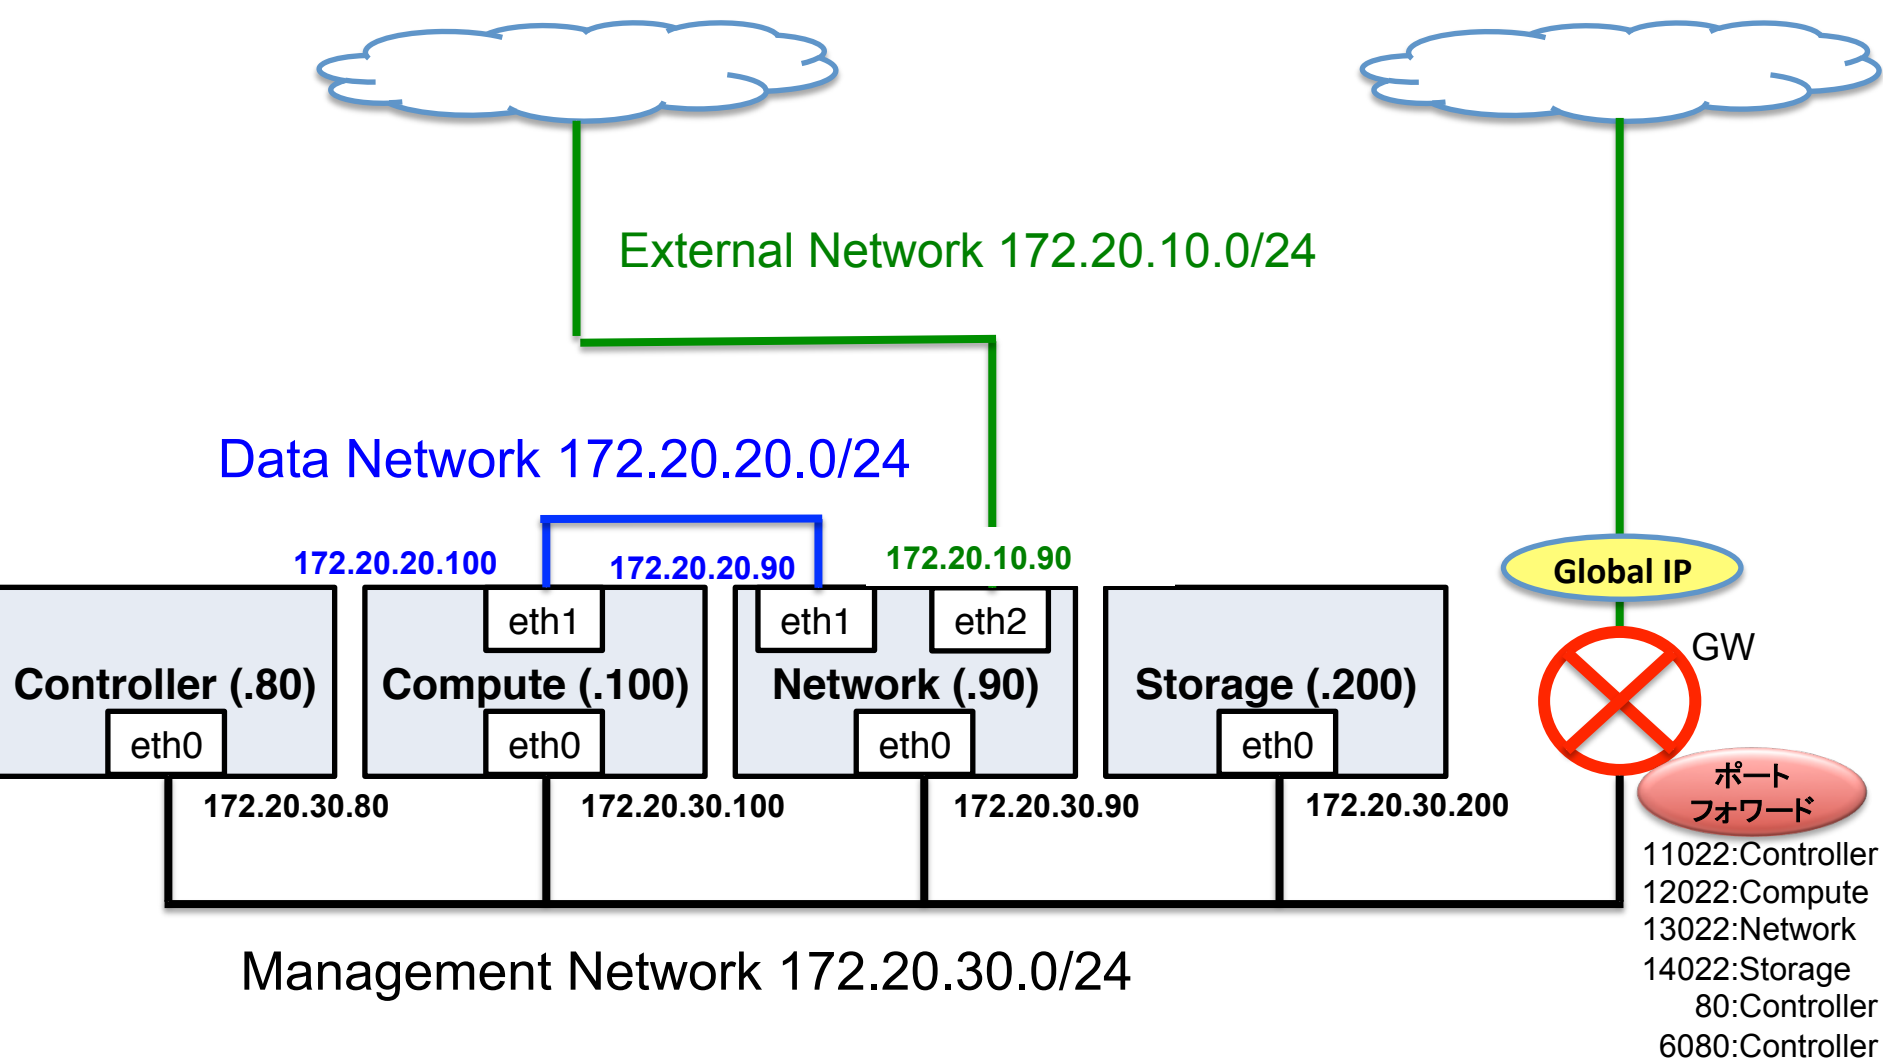 External Network 172.20.10.0/24
Data Network 172.20.20.0/24
172.20.20.100
172.20.20.90
172.20.10.90
Global IP
eth1
eth1
eth2
GW
Controller (.80)
Compute (.100)
Network (.90)
Storage (.200)
eth0
eth0
eth0
eth0
172.20.30.80
172.20.30.100
172.20.30.90
172.20.30.200
ポート
フォワード
11022:Controller
12022:Compute
13022:Network
14022:Storage
80:Controller
6080:Controller
Management Network 172.20.30.0/24